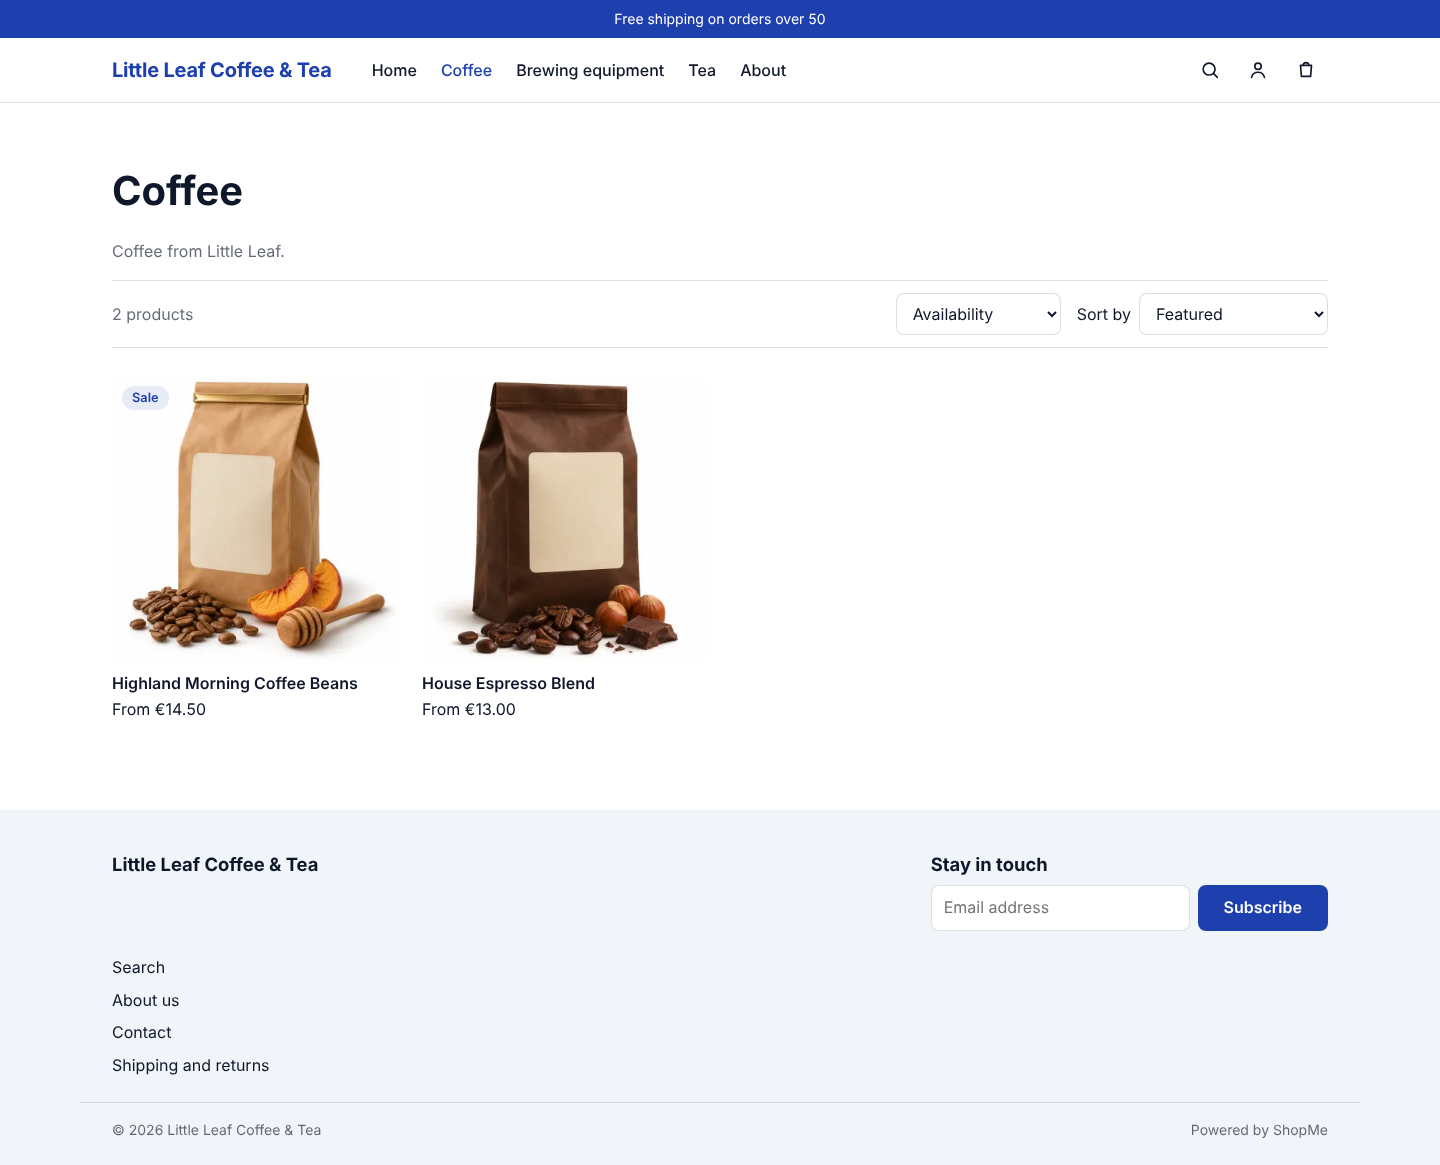 Free shipping on orders over 50
Little Leaf Coffee & Tea
Home
Coffee
Brewing equipment
Tea
About
Coffee
Coffee from Little Leaf.
2 products
Availability
Sort by
Featured
Sale
Highland Morning Coffee Beans
From €14.50
House Espresso Blend
From €13.00
Little Leaf Coffee & Tea
Stay in touch
Email address
Subscribe
Search
About us
Contact
Shipping and returns
© 2026 Little Leaf Coffee & Tea
Powered by ShopMe